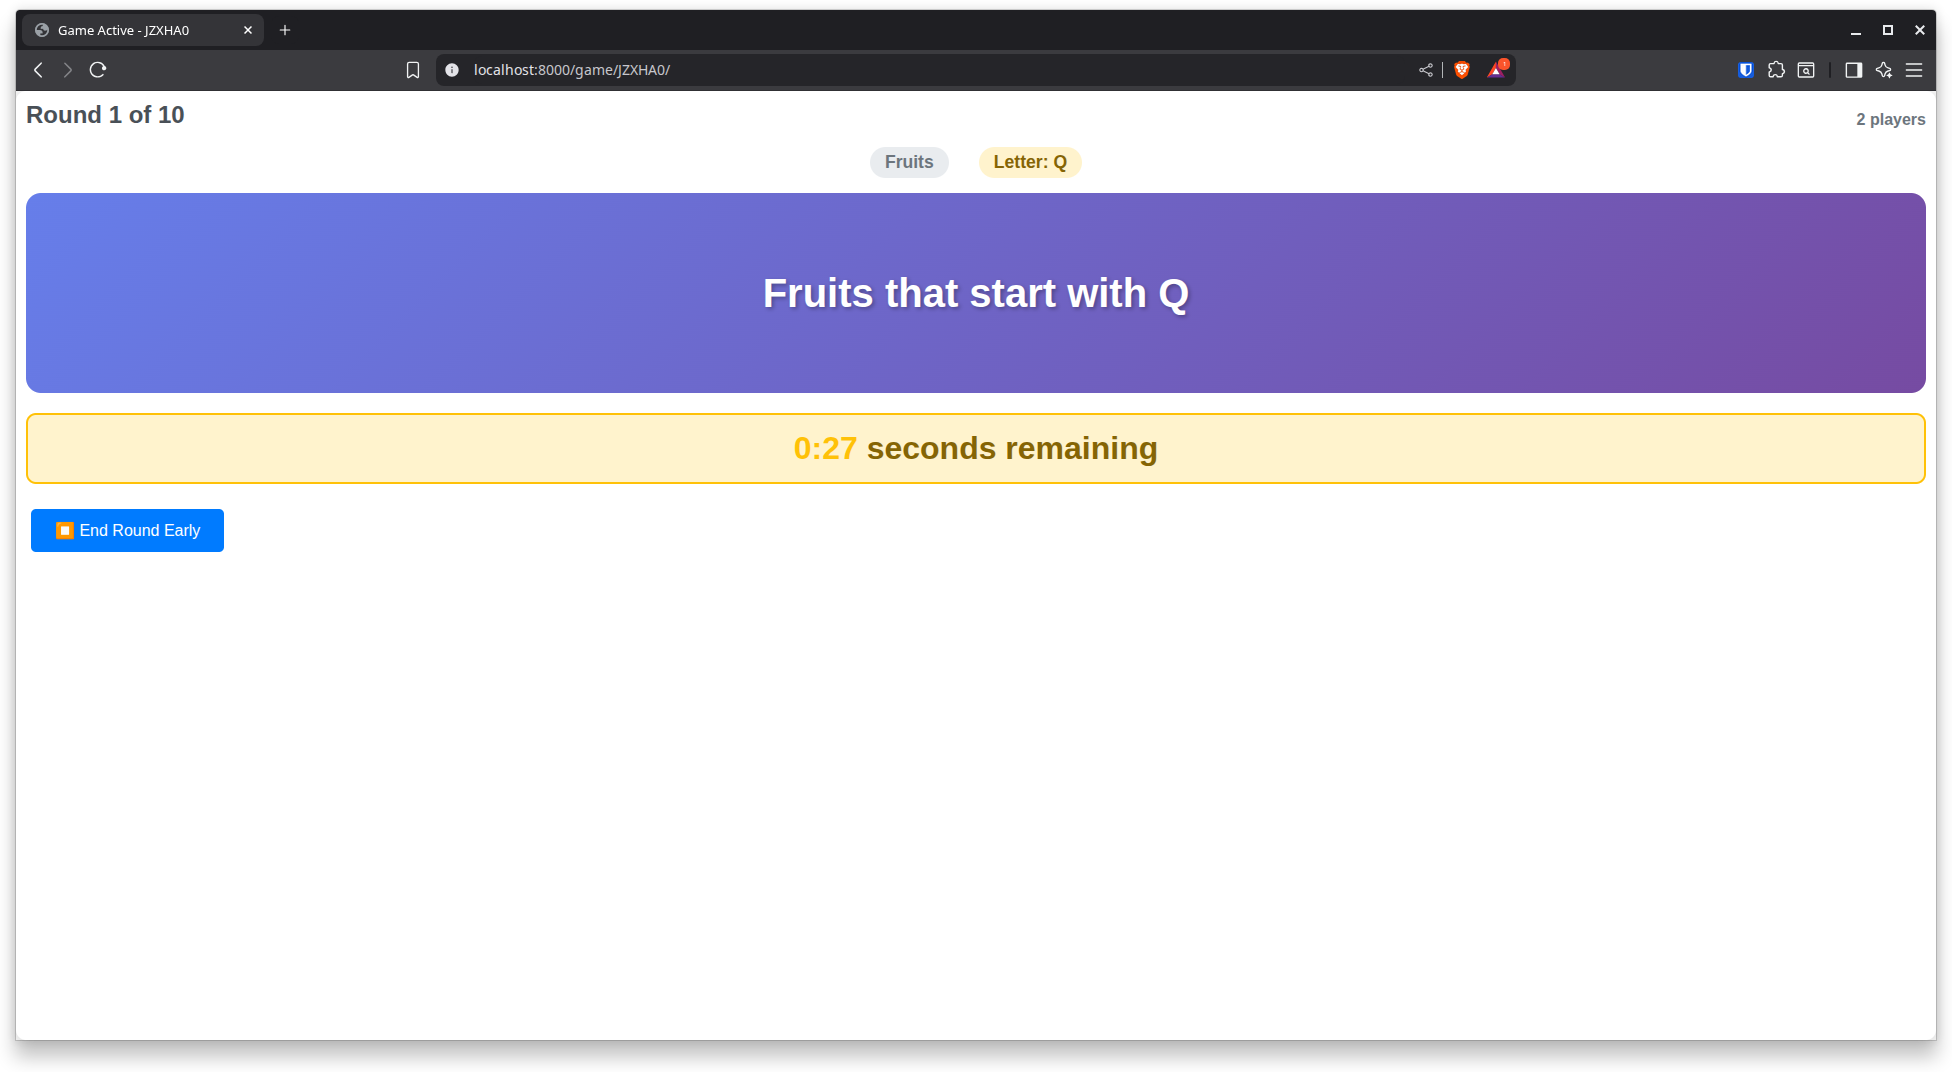 Game Active - JZXHA0
localhost:8000/game/JZXHA0/
Round 1 of 10
2 players
Fruits
Letter: Q
Fruits that start with Q
0:27 seconds remaining
End Round Early